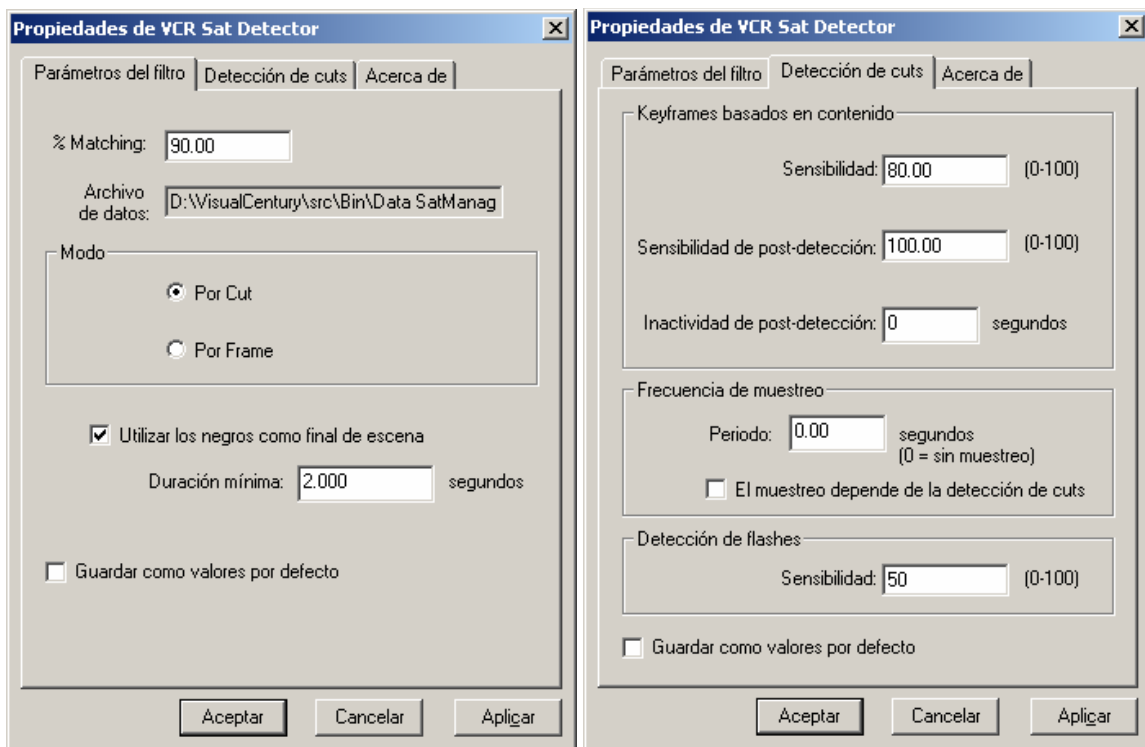 Propiedades de VCR Sat Detector
Parámetros del filtro
Detección de cuts
Acerca de
% Matching:
90.00
Archivo
de datos:
D:\VisualCentury\src\Bin\Data SatManag
Modo
Por Cut
Por Frame
Utilizar los negros como final de escena
Duración mínima:
2.000
segundos
Guardar como valores por defecto
Aceptar
Cancelar
Aplicar
Propiedades de VCR Sat Detector
Parámetros del filtro
Detección de cuts
Acerca de
Keyframes basados en contenido
Sensibilidad:
80.00
(0-100)
Sensibilidad de post-detección:
100.00
(0-100)
Inactividad de post-detección:
0
segundos
Frecuencia de muestreo
Periodo:
0.00
segundos
(0 = sin muestreo)
El muestreo depende de la detección de cuts
Detección de flashes
Sensibilidad:
50
(0-100)
Guardar como valores por defecto
Aceptar
Cancelar
Aplicar